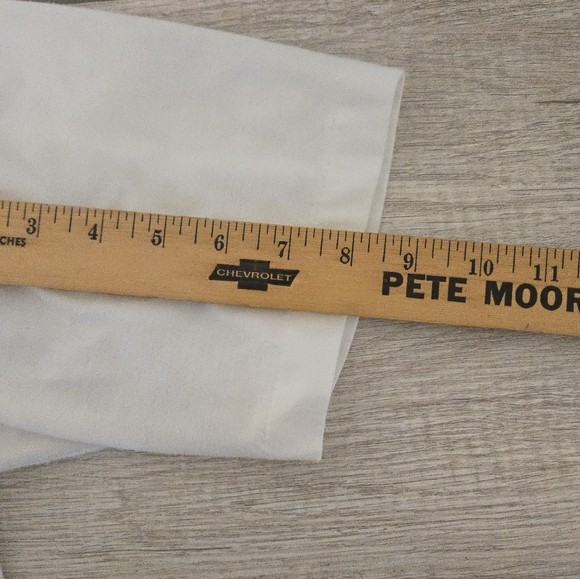 3 4 5 6 7 8 9 10 11
CHES
CHEVROLET
PETE MOOR